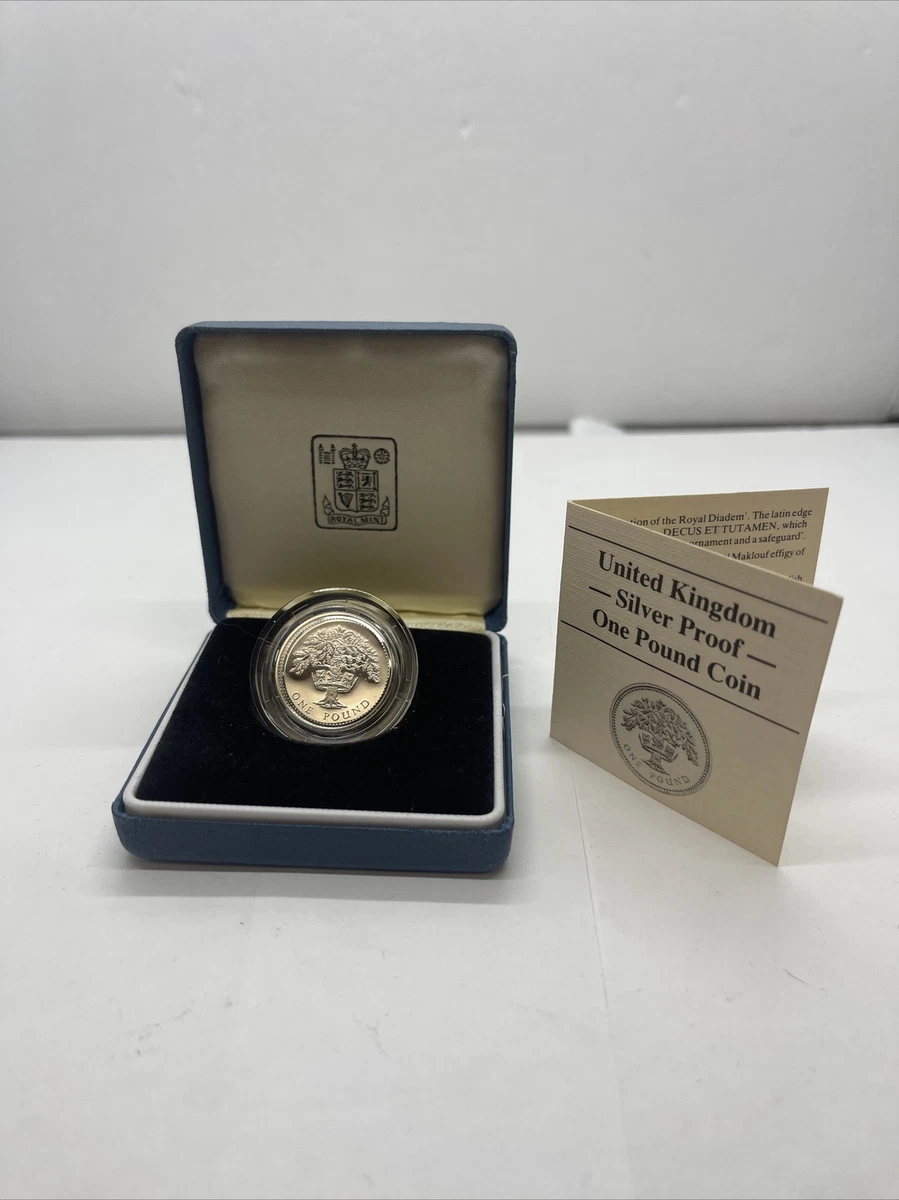 ROYAL MINT
ONE POUND
tion of the Royal Diadem'. The latin edge
DECUS ET TUTAMEN, which
ornament and a safeguard'.
Maklouf effigy of
United Kingdom
— Silver Proof —
One Pound Coin
ONE POUND